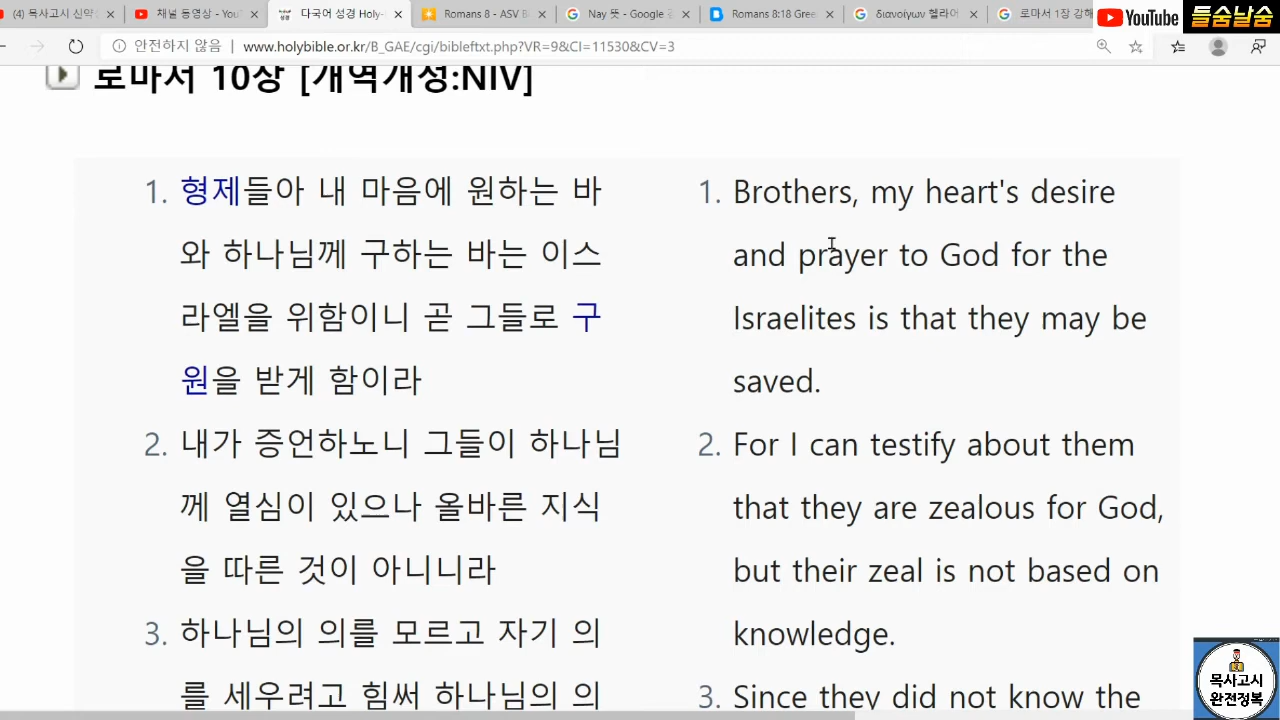 (4) 목사고시 신약
채널 동영상 - You
다국어 성경 Holy-
Romans 8
Nay 뜻 - Google
Romans 8:18 Gree
διανοίγων 헬라어
로마서 1장 강해
YouTube
들숨날숨
안전하지 않음 | www.holybible.or.kr/B_GAE/cgi/bibleftxt.php?VR=9&CI=11530&CV=3
로마서 10장 [개역개정:NIV]
1. 형제들아 내 마음에 원하는 바
와 하나님께 구하는 바는 이스
라엘을 위함이니 곧 그들로 구
원을 받게 함이라
2. 내가 증언하노니 그들이 하나님
께 열심이 있으나 올바른 지식
을 따른 것이 아니니라
3. 하나님의 의를 모르고 자기 의
를 세우려고 힘써 하나님의 의
1. Brothers, my heart's desire
and prayer to God for the
Israelites is that they may be
saved.
2. For I can testify about them
that they are zealous for God,
but their zeal is not based on
knowledge.
3. Since they did not know the
목사고시
완전정복